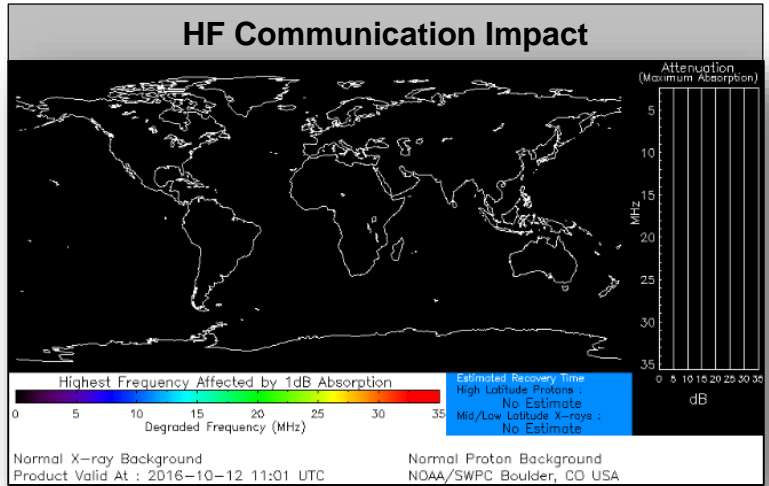 HF Communication Impact
Attenuation
(Maximum Absorption)
5
10
15
20
25
30
35
MHz
0 5 10 15 20 25 30 35
dB
Highest Frequency Affected by 1dB Absorption
0 5 10 15 20 25 30 35
Degraded Frequency (MHz)
Estimated Recovery Time
High Latitude Protons :
No Estimate
Mid/Low Latitude X-rays :
No Estimate
Normal X-ray Background
Normal Proton Background
Product Valid At : 2016-10-12 11:01 UTC
NOAA/SWPC Boulder, CO USA